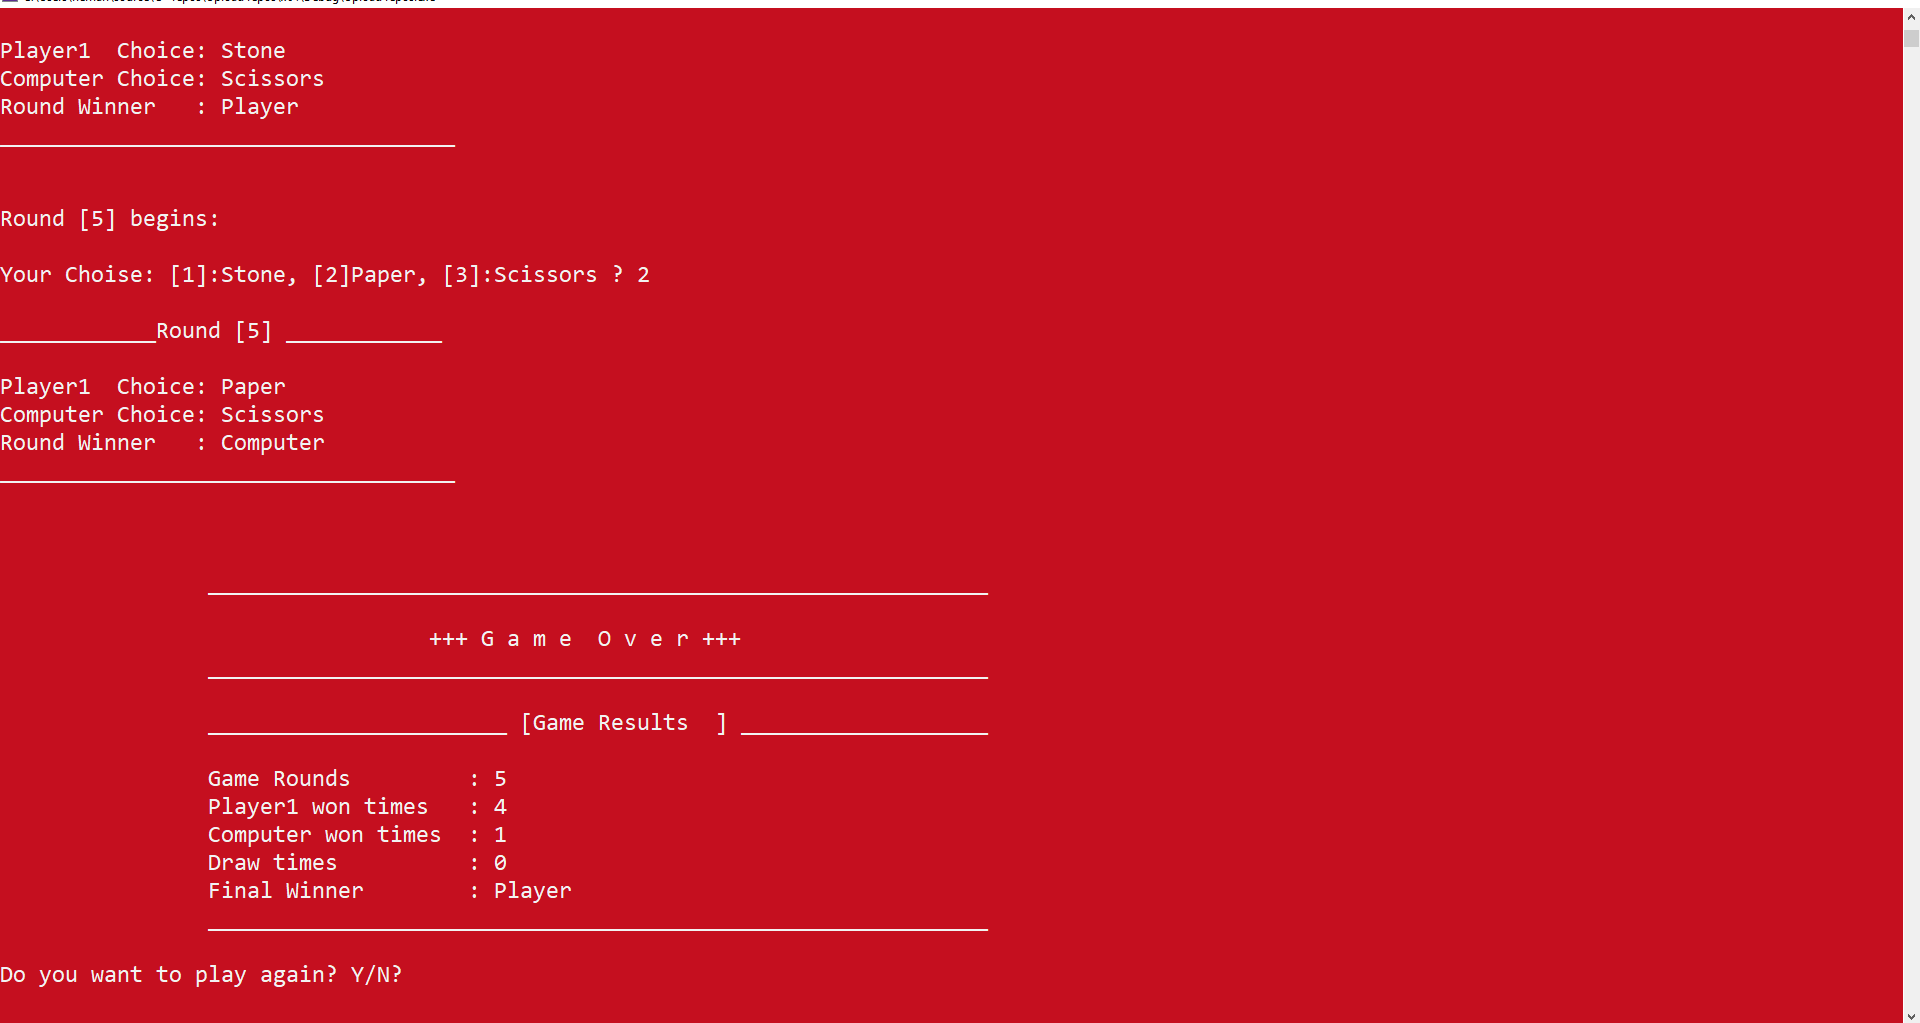 Player1  Choice: Stone
Computer Choice: Scissors
Round Winner   : Player
___________________________________
Round [5] begins:
Your Choise: [1]:Stone, [2]Paper, [3]:Scissors ? 2
____________Round [5] ____________
Player1  Choice: Paper
Computer Choice: Scissors
Round Winner   : Computer
___________________________________
____________________________________________________________
+++ G a m e  O v e r +++
____________________________________________________________
_______________________ [Game Results  ] ___________________
Game Rounds         : 5
Player1 won times   : 4
Computer won times  : 1
Draw times          : 0
Final Winner        : Player
____________________________________________________________
Do you want to play again? Y/N?